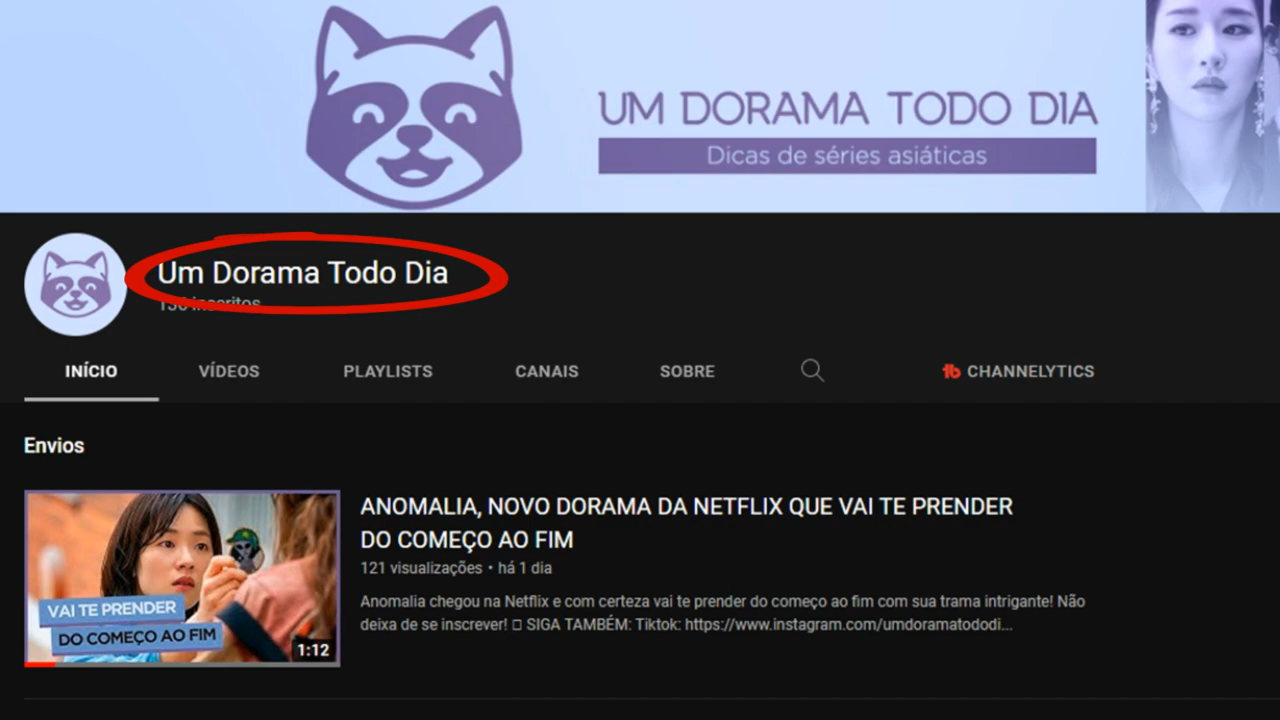 UM DORAMA TODO DIA
Dicas de séries asiáticas
Um Dorama Todo Dia
inscritos
INÍCIO
VÍDEOS
PLAYLISTS
CANAIS
SOBRE
CHANNELYTICS
Envios
VAI TE PRENDER
DO COMEÇO AO FIM
1:12
ANOMALIA, NOVO DORAMA DA NETFLIX QUE VAI TE PRENDER
DO COMEÇO AO FIM
121 visualizações • há 1 dia
Anomalia chegou na Netflix e com certeza vai te prender do começo ao fim com sua trama intrigante! Não
deixa de se inscrever! SIGA TAMBÉM: Tiktok: https://www.instagram.com/umdoramatododi...